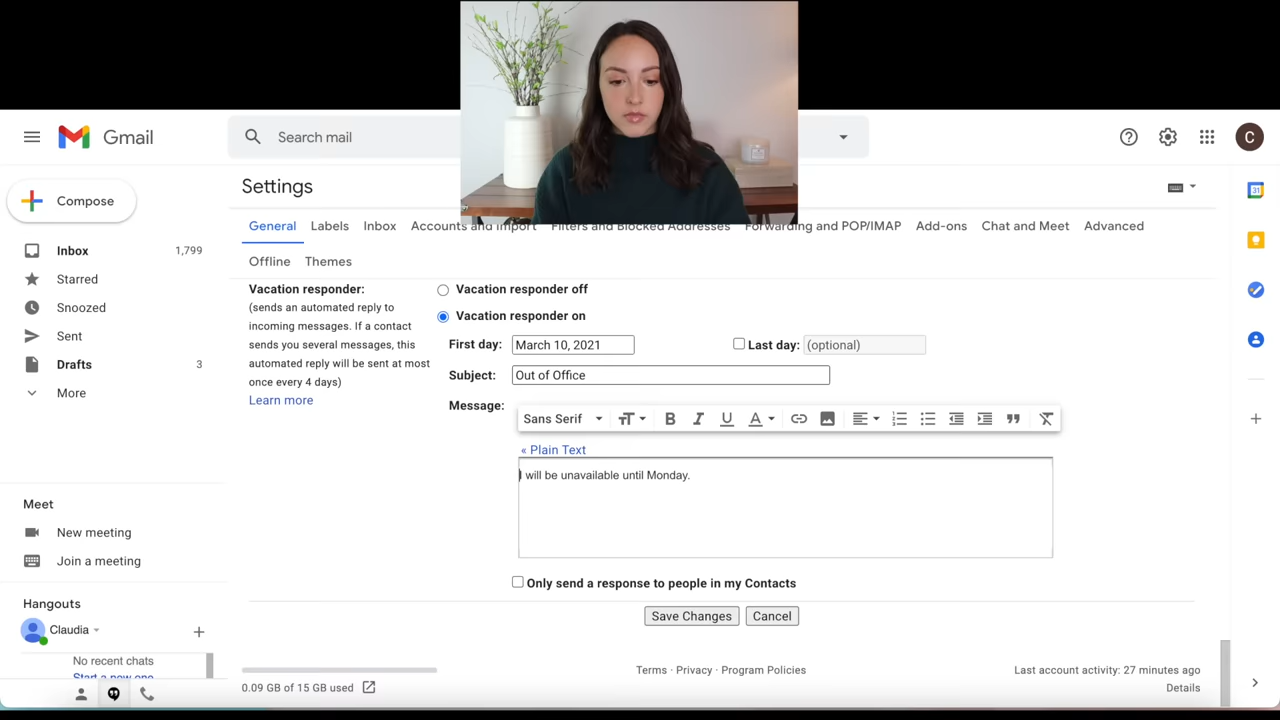 Gmail
Search mail
C
Compose
Settings
31
General Labels Inbox Accounts and Import Filters and Blocked Addresses Forwarding and POP/IMAP Add-ons Chat and Meet Advanced
Offline Themes
Inbox 1,799
Starred
Snoozed
Sent
Drafts 3
More
Vacation responder:
(sends an automated reply to
incoming messages. If a contact
sends you several messages, this
automated reply will be sent at most
once every 4 days)
Learn more
Vacation responder off
Vacation responder on
First day: March 10, 2021 Last day: (optional)
Subject: Out of Office
Message:
Sans Serif B I U A
« Plain Text
I will be unavailable until Monday.
Only send a response to people in my Contacts
Save Changes Cancel
Meet
New meeting
Join a meeting
Hangouts
Claudia
No recent chats
Start a new one
0.09 GB of 15 GB used
Terms · Privacy · Program Policies
Last account activity: 27 minutes ago
Details